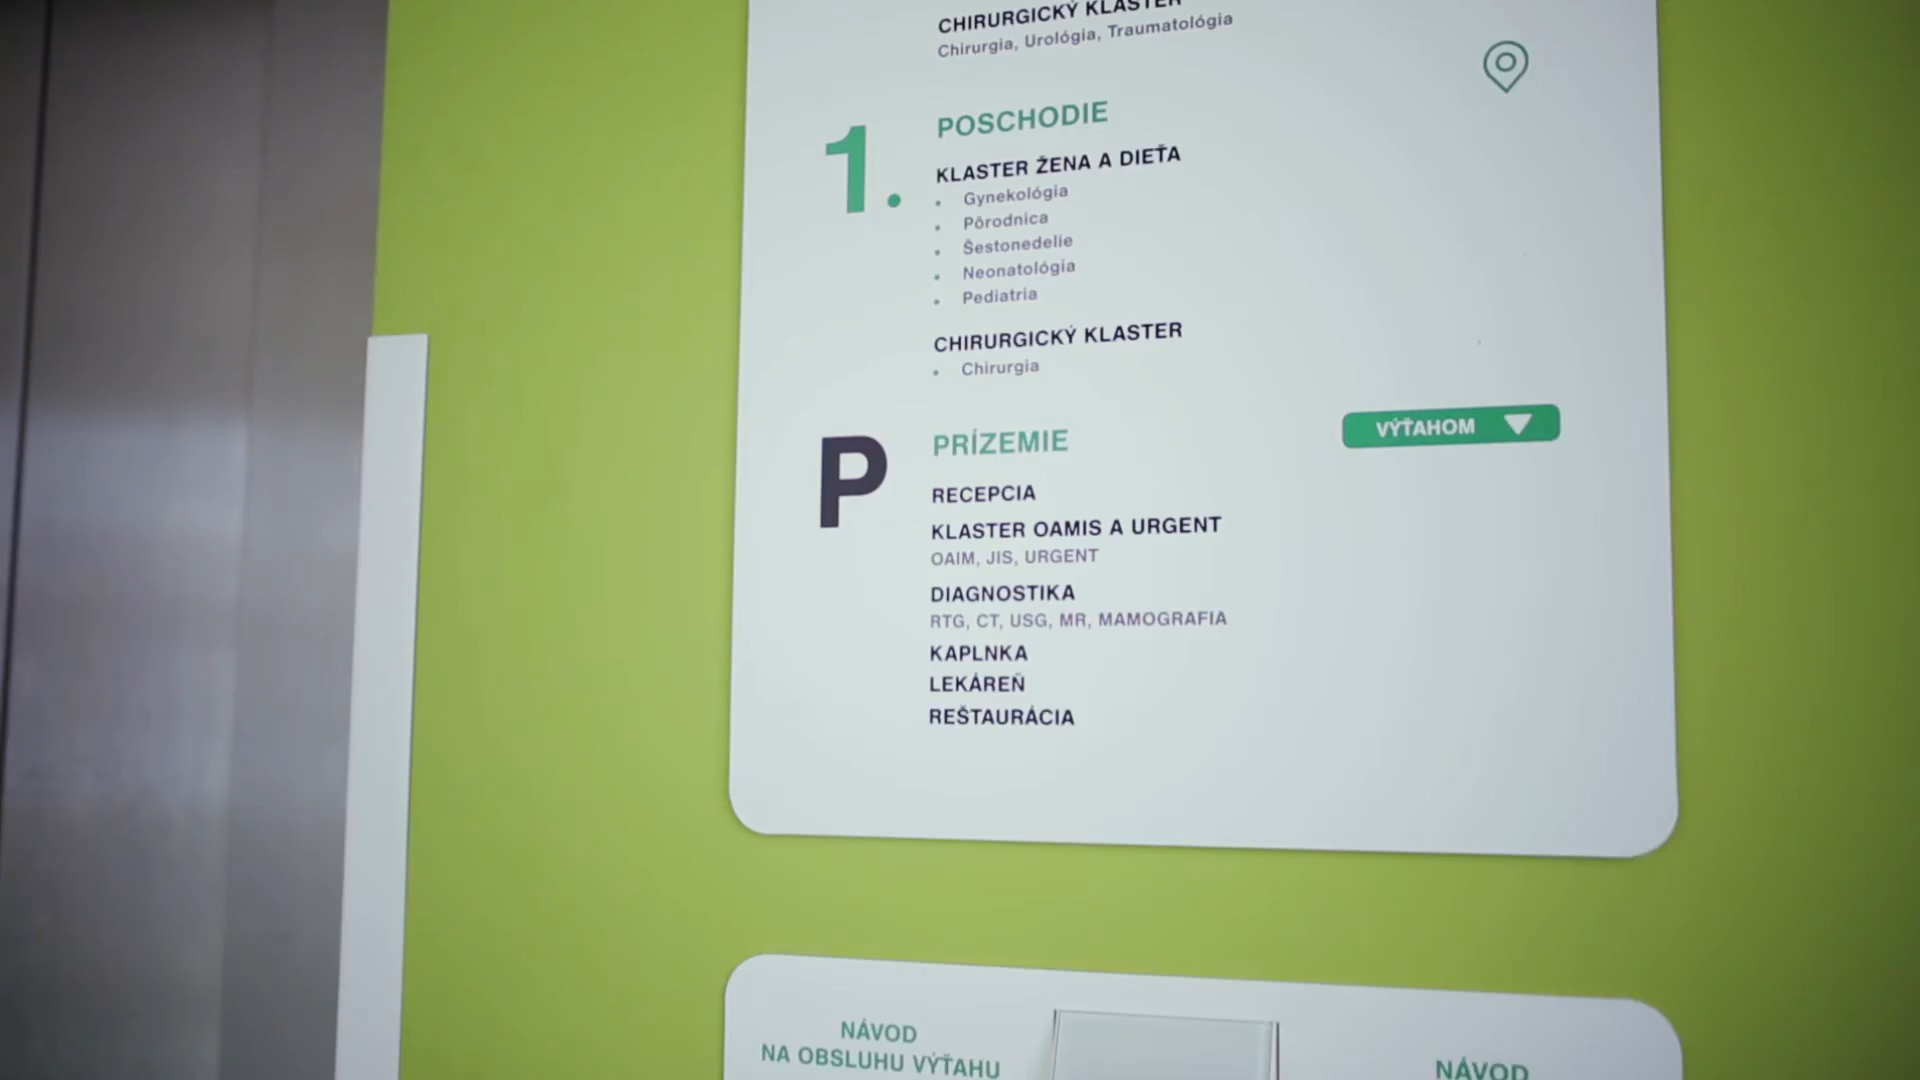 CHIRURGICKÝ KLASTER
Chirurgia, Urológia, Traumatológia
1.
POSCHODIE
KLASTER ŽENA A DIEŤA
• Gynekológia
• Pôrodnica
• Šestonedelie
• Neonatológia
• Pediatria
CHIRURGICKÝ KLASTER
• Chirurgia
P
PRÍZEMIE
VÝŤAHOM
RECEPCIA
KLASTER OAMIS A URGENT
OAIM, JIS, URGENT
DIAGNOSTIKA
RTG, CT, USG, MR, MAMOGRAFIA
KAPLNKA
LEKÁREŇ
REŠTAURÁCIA
NÁVOD
NA OBSLUHU VÝŤAHU
NÁVOD